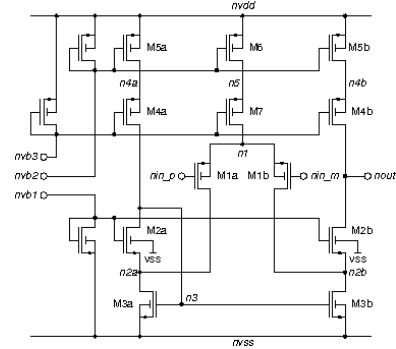 nvdd
M5a
M6
M5b
n4a
n5
n4b
M4a
M7
M4b
n1
nvb3
nvb2
nin_p
M1a
M1b
nin_m
nout
nvb1
M2a
M2b
vss
vss
n2a
n2b
n3
M3a
M3b
nvss